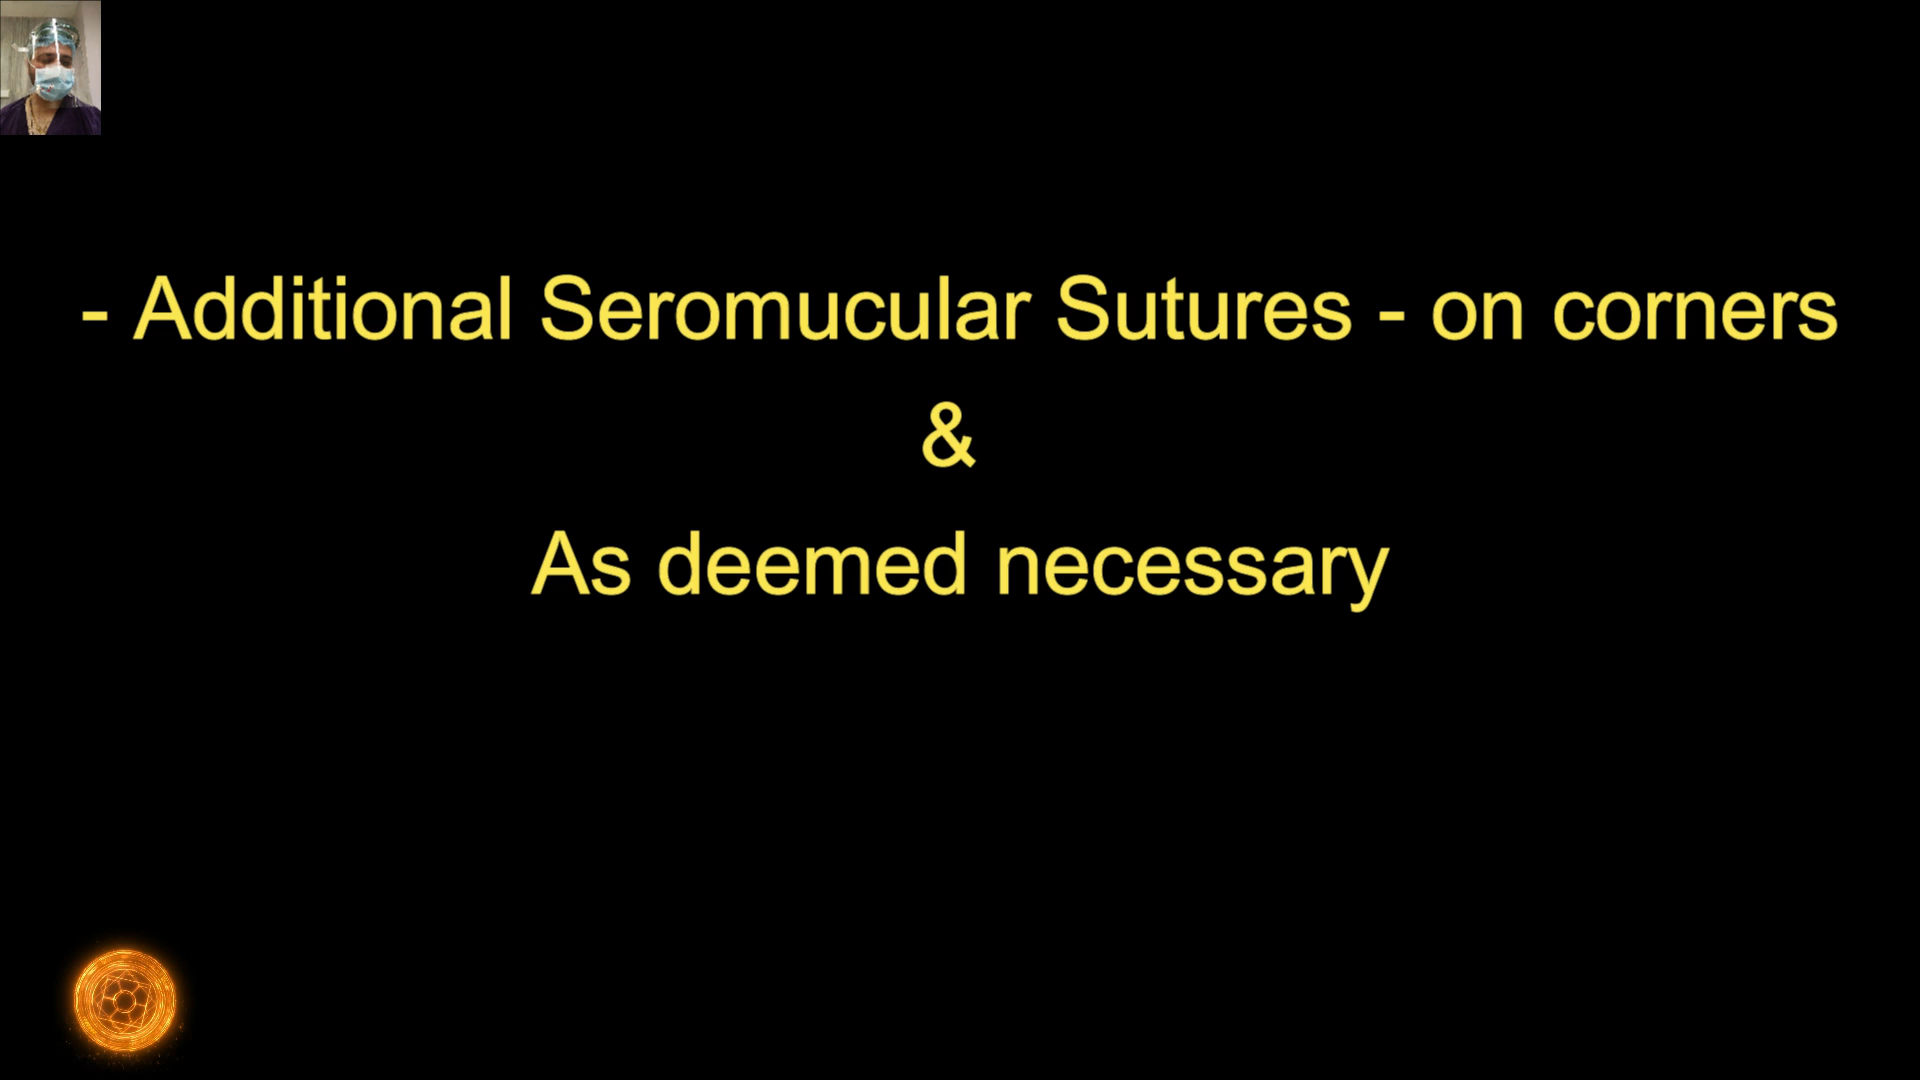 - Additional Seromucular Sutures - on corners
&
As deemed necessary